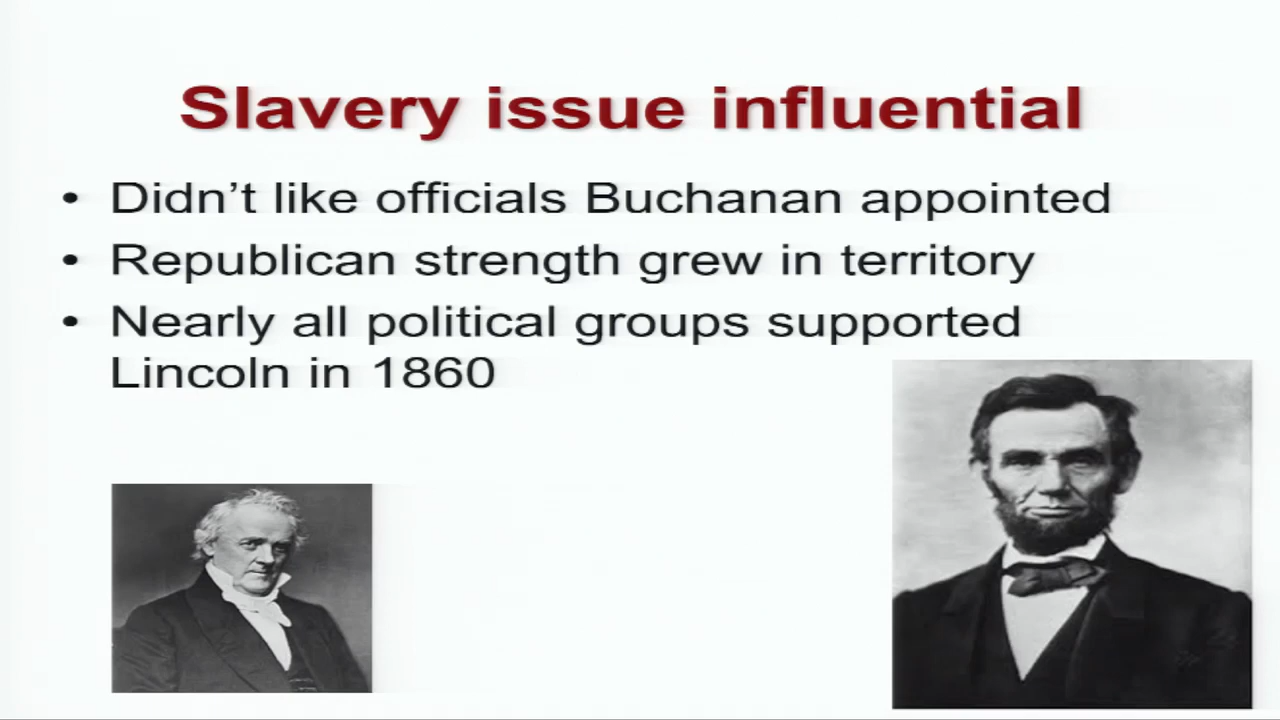 Slavery issue influential
• Didn’t like officials Buchanan appointed
• Republican strength grew in territory
• Nearly all political groups supported
Lincoln in 1860